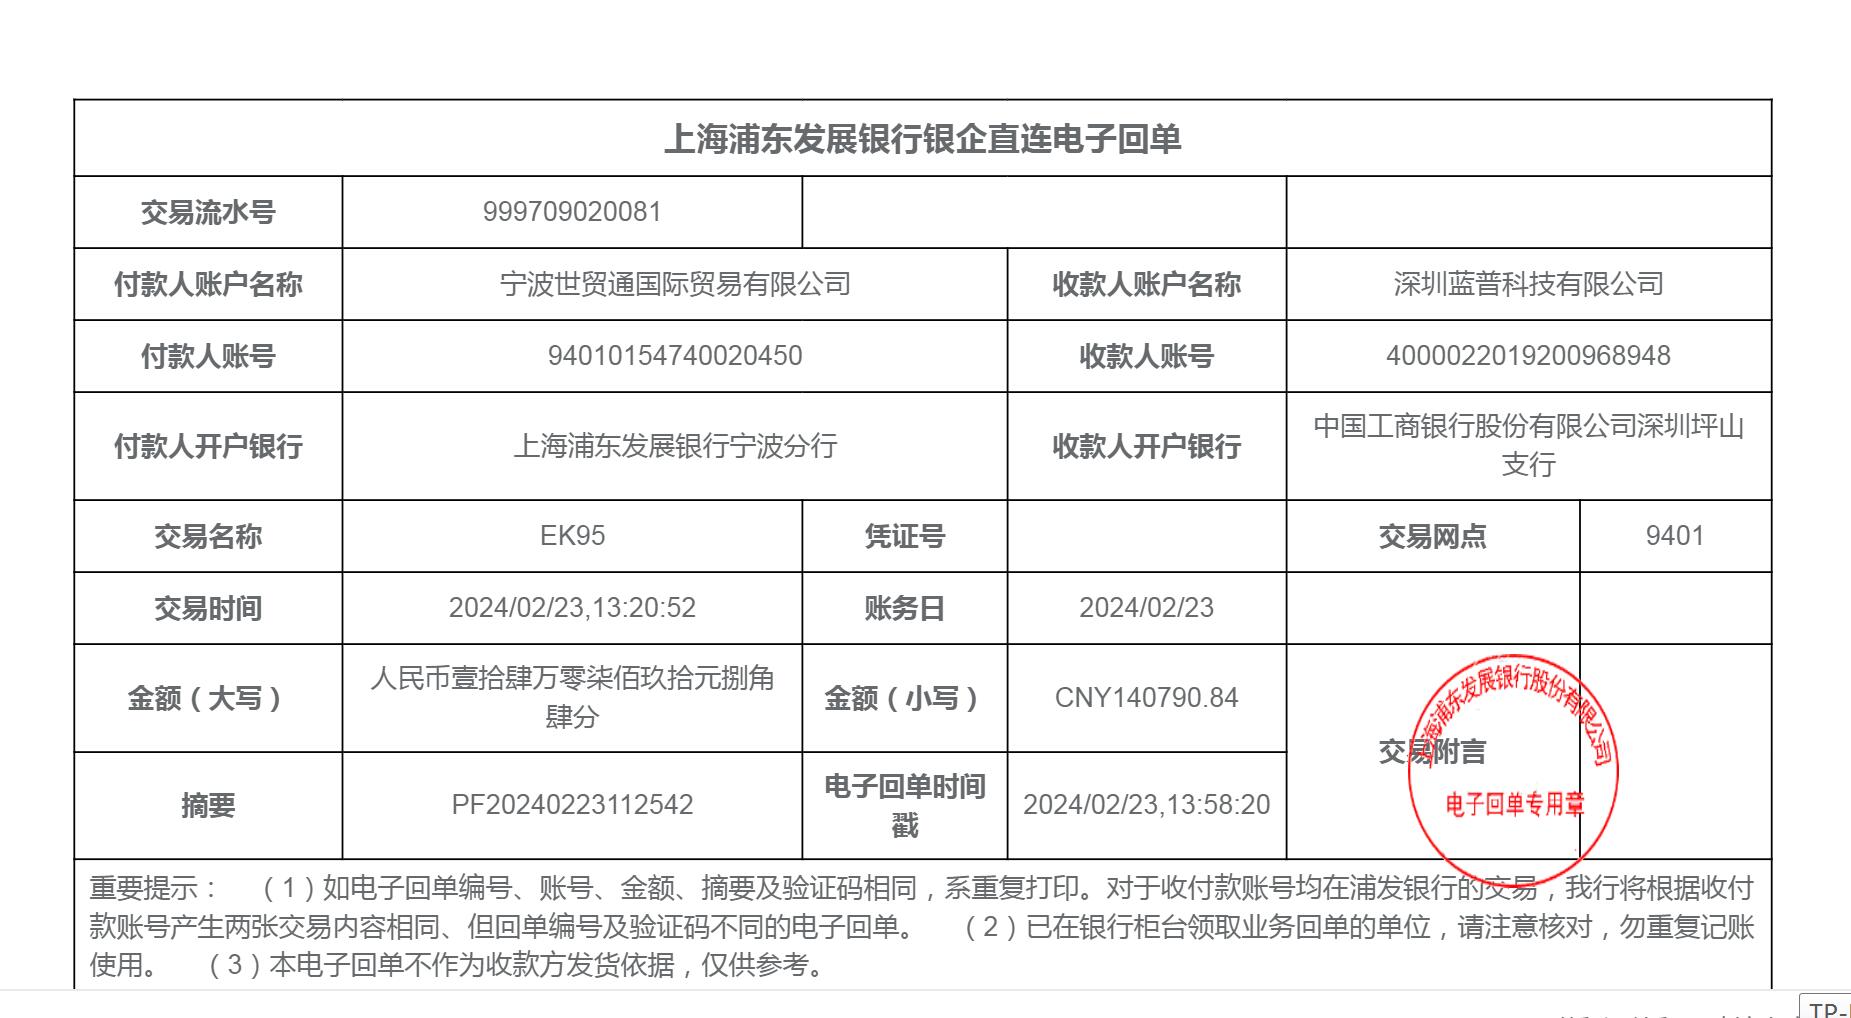 上海浦东发展银行银企直连电子回单
交易流水号 999709020081
付款人账户名称 宁波世贸通国际贸易有限公司 收款人账户名称 深圳蓝普科技有限公司
付款人账号 94010154740020450 收款人账号 4000022019200968948
付款人开户银行 上海浦东发展银行宁波分行 收款人开户银行 中国工商银行股份有限公司深圳坪山
支行
交易名称 EK95 凭证号 交易网点 9401
交易时间 2024/02/23,13:20:52 账务日 2024/02/23
金额（大写） 人民币壹拾肆万零柒佰玖拾元捌角
肆分
金额（小写） CNY140790.84
交易附言
上海浦东发展银行股份有限公司
电子回单专用章
摘要 PF20240223112542 电子回单时间
戳
2024/02/23,13:58:20
重要提示： （1）如电子回单编号、账号、金额、摘要及验证码相同，系重复打印。对于收付款账号均在浦发银行的交易，我行将根据收付
款账号产生两张交易内容相同、但回单编号及验证码不同的电子回单。 （2）已在银行柜台领取业务回单的单位，请注意核对，勿重复记账
使用。 （3）本电子回单不作为收款方发货依据，仅供参考。
TP-